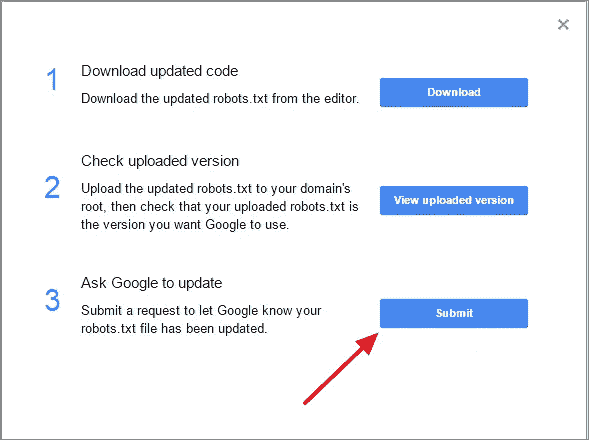 1
Download updated code
Download the updated robots.txt from the editor.
Download
2
Check uploaded version
Upload the updated robots.txt to your domain's
root, then check that your uploaded robots.txt is
the version you want Google to use.
View uploaded version
3
Ask Google to update
Submit a request to let Google know your
robots.txt file has been updated.
Submit